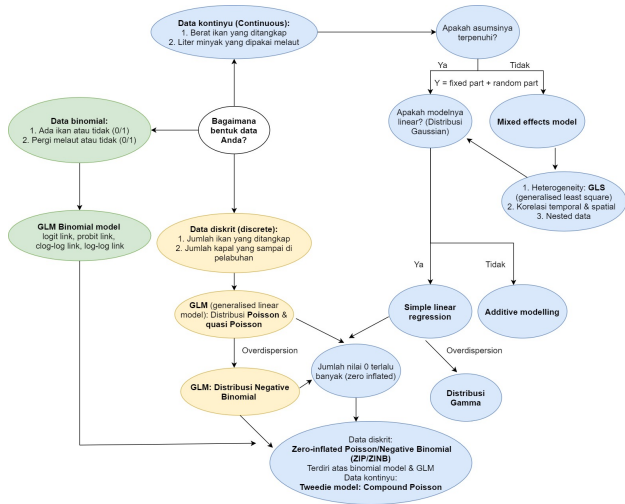 Data kontinyu (Continuous):
1. Berat ikan yang ditangkap
2. Liter minyak yang dipakai melaut
Apakah asumsinya
terpenuhi?
Ya
Tidak
Y = fixed part + random part
Data binomial:
1. Ada ikan atau tidak (0/1)
2. Pergi melaut atau tidak (0/1)
Bagaimana
bentuk data
Anda?
Apakah modelnya
linear? (Distribusi
Gaussian)
Mixed effects model
1. Heterogeneity: GLS
(generalised least square)
2. Korelasi temporal & spatial
3. Nested data
GLM Binomial model
logit link, probit link,
clog-log link, log-log link
Data diskrit (discrete):
1. Jumlah ikan yang ditangkap
2. Jumlah kapal yang sampai di
pelabuhan
Ya
Tidak
GLM (generalised linear
model): Distribusi Poisson &
quasi Poisson
Simple linear
regression
Additive modelling
Overdispersion
Overdispersion
Jumlah nilai 0 terlalu
banyak (zero inflated)
GLM: Distribusi Negative
Binomial
Distribusi
Gamma
Data diskrit:
Zero-inflated Poisson/Negative Binomial
(ZIP/ZINB)
Terdiri atas binomial model & GLM
Data kontinyu:
Tweedie model: Compound Poisson